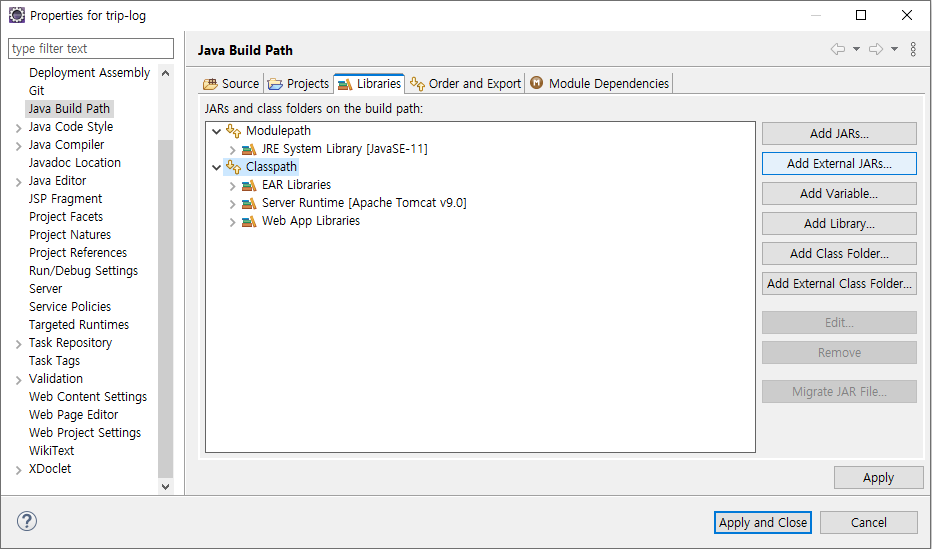 Properties for trip-log
type filter text
Deployment Assembly
Git
Java Build Path
Java Code Style
Java Compiler
Javadoc Location
Java Editor
JSP Fragment
Project Facets
Project Natures
Project References
Run/Debug Settings
Server
Service Policies
Targeted Runtimes
Task Repository
Task Tags
Validation
Web Content Settings
Web Page Editor
Web Project Settings
WikiText
XDoclet
Java Build Path
Source Projects Libraries Order and Export M Module Dependencies
JARs and class folders on the build path:
Modulepath
JRE System Library [JavaSE-11]
Classpath
EAR Libraries
Server Runtime [Apache Tomcat v9.0]
Web App Libraries
Add JARs...
Add External JARs...
Add Variable...
Add Library...
Add Class Folder...
Add External Class Folder...
Edit...
Remove
Migrate JAR File...
Apply
?
Apply and Close Cancel